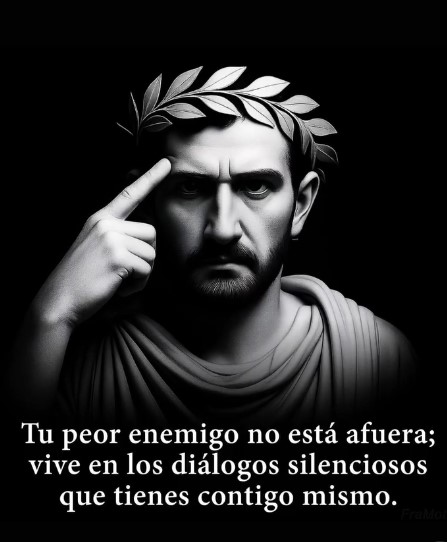 Tu peor enemigo no está afuera;
vive en los diálogos silenciosos
que tienes contigo mismo.